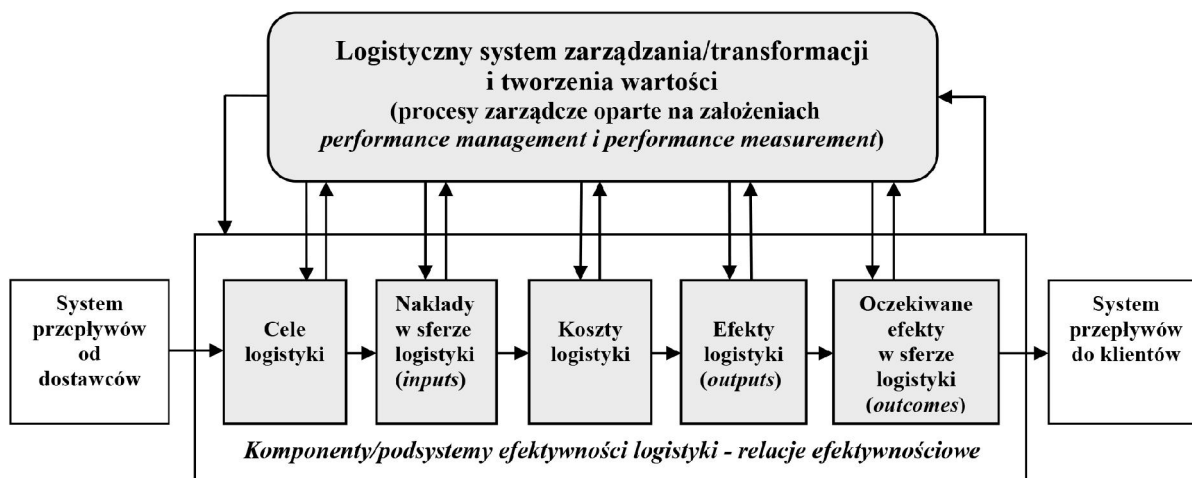 Logistyczny system zarządzania/transformacji
i tworzenia wartości
(procesy zarządcze oparte na założeniach
performance management i performance measurement)
System
przepływów
od
dostawców
Cele
logistyki
Nakłady
w sferze
logistyki
(inputs)
Koszty
logistyki
Efekty
logistyki
(outputs)
Oczekiwane
efekty
w sferze
logistyki
(outcomes)
System
przepływów
do klientów
Komponenty/podsystemy efektywności logistyki - relacje efektywnościowe